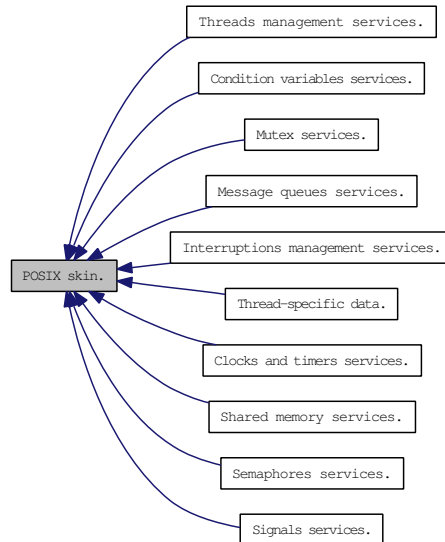 Threads management services.
Condition variables services.
Mutex services.
Message queues services.
Interruptions management services.
POSIX skin.
Thread-specific data.
Clocks and timers services.
Shared memory services.
Semaphores services.
Signals services.